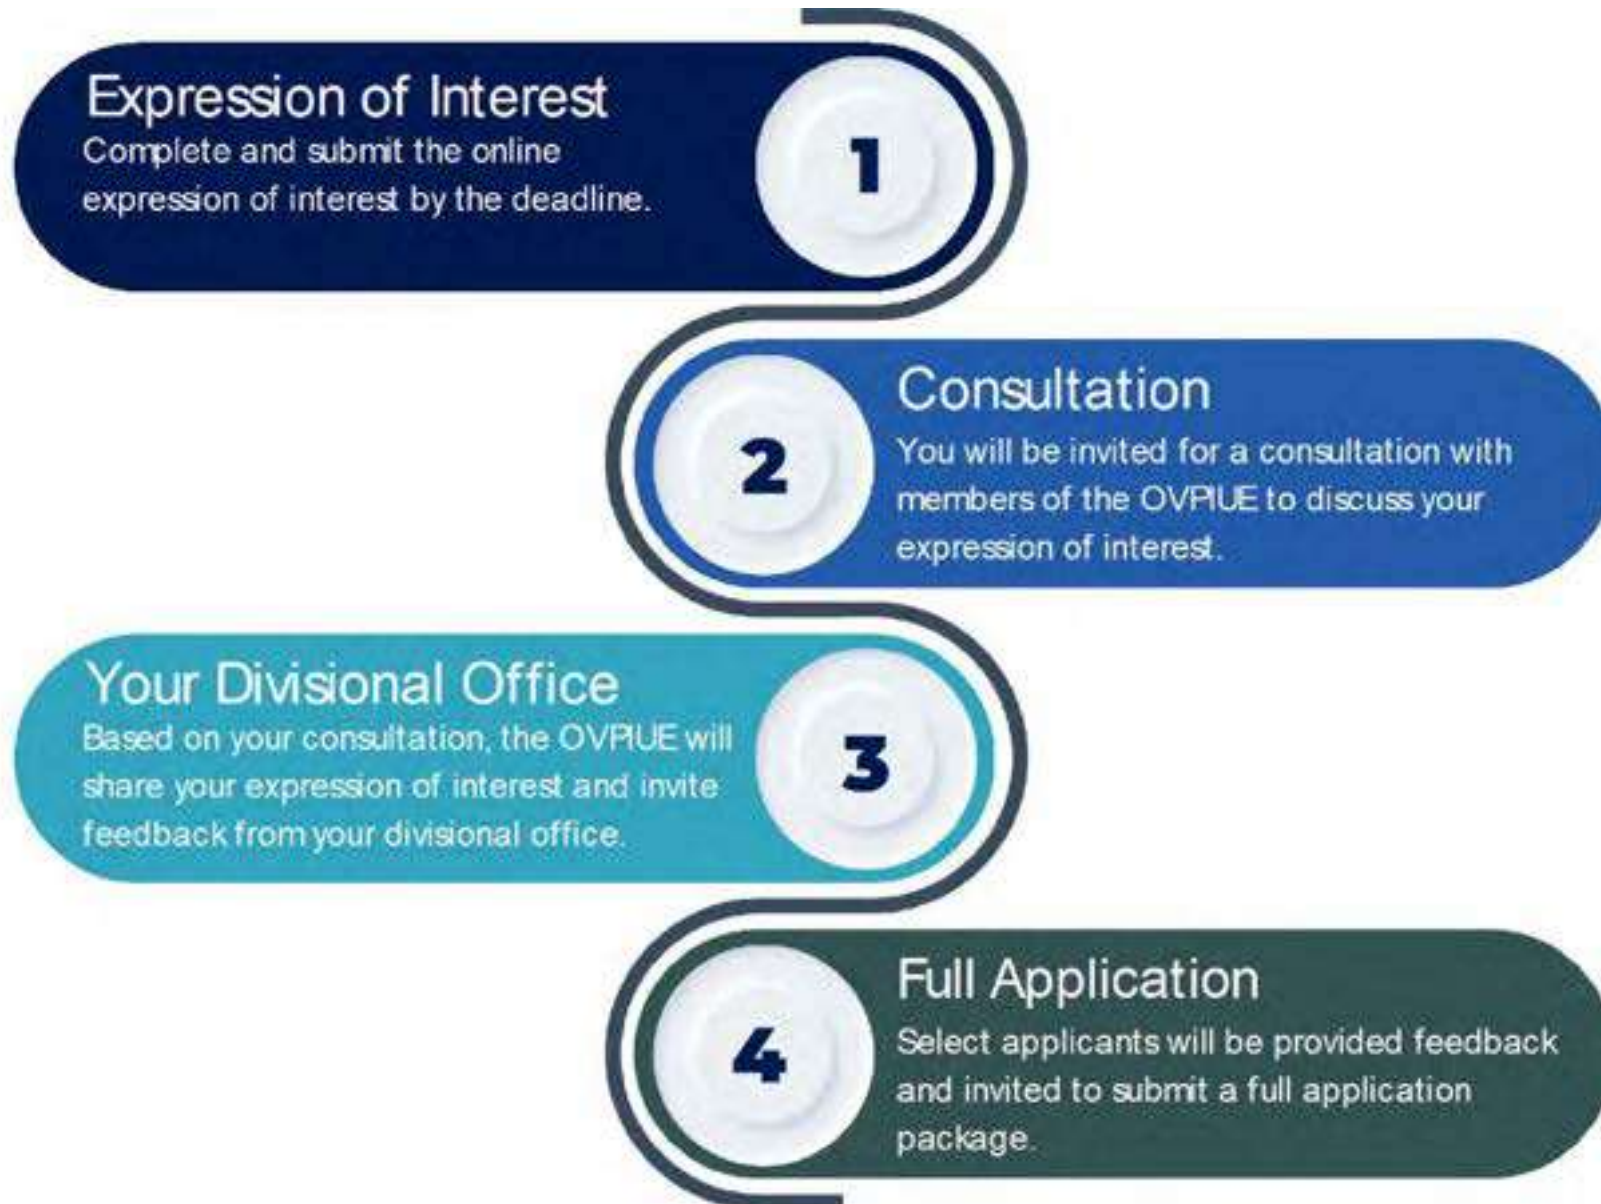 Expression of Interest
Complete and submit the online
expression of interest by the deadline.
1
Consultation
You will be invited for a consultation with
members of the OVPIUE to discuss your
expression of interest.
2
Your Divisional Office
Based on your consultation, the OVPIUE will
share your expression of interest and invite
feedback from your divisional office.
3
Full Application
Select applicants will be provided feedback
and invited to submit a full application
package.
4